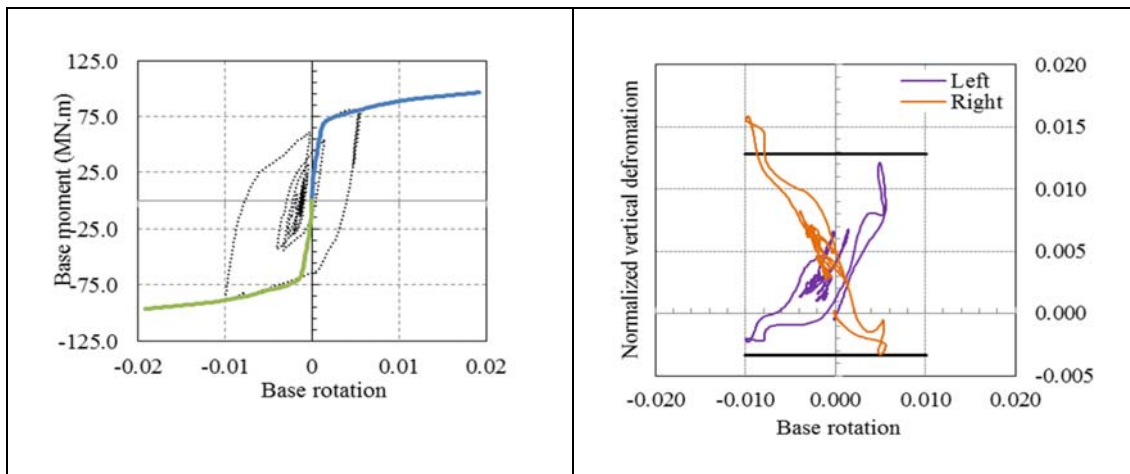 125.0
75.0
25.0
-25.0
-75.0
-125.0
Base moment (MN.m)
-0.02 -0.01 0 0.01 0.02
Base rotation
Left
Right
0.020
0.015
0.010
0.005
0.000
-0.005
Normalized vertical defromation
-0.020 -0.010 0.000 0.010 0.020
Base rotation